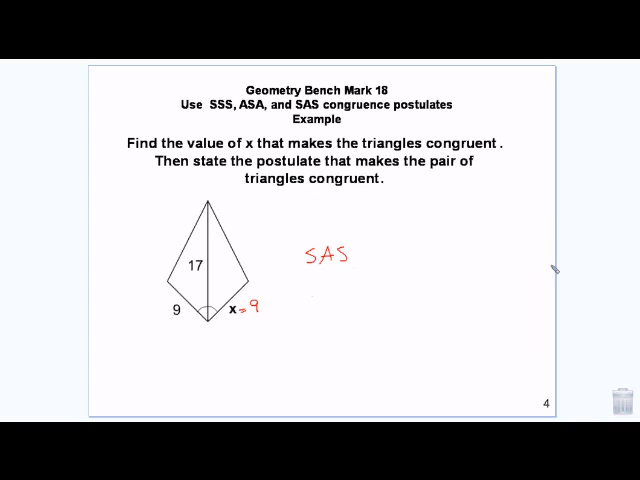 Geometry Bench Mark 18
Use SSS, ASA, and SAS congruence postulates
Example
Find the value of x that makes the triangles congruent .
Then state the postulate that makes the pair of
triangles congruent.
SAS
17
9
x = 9
4